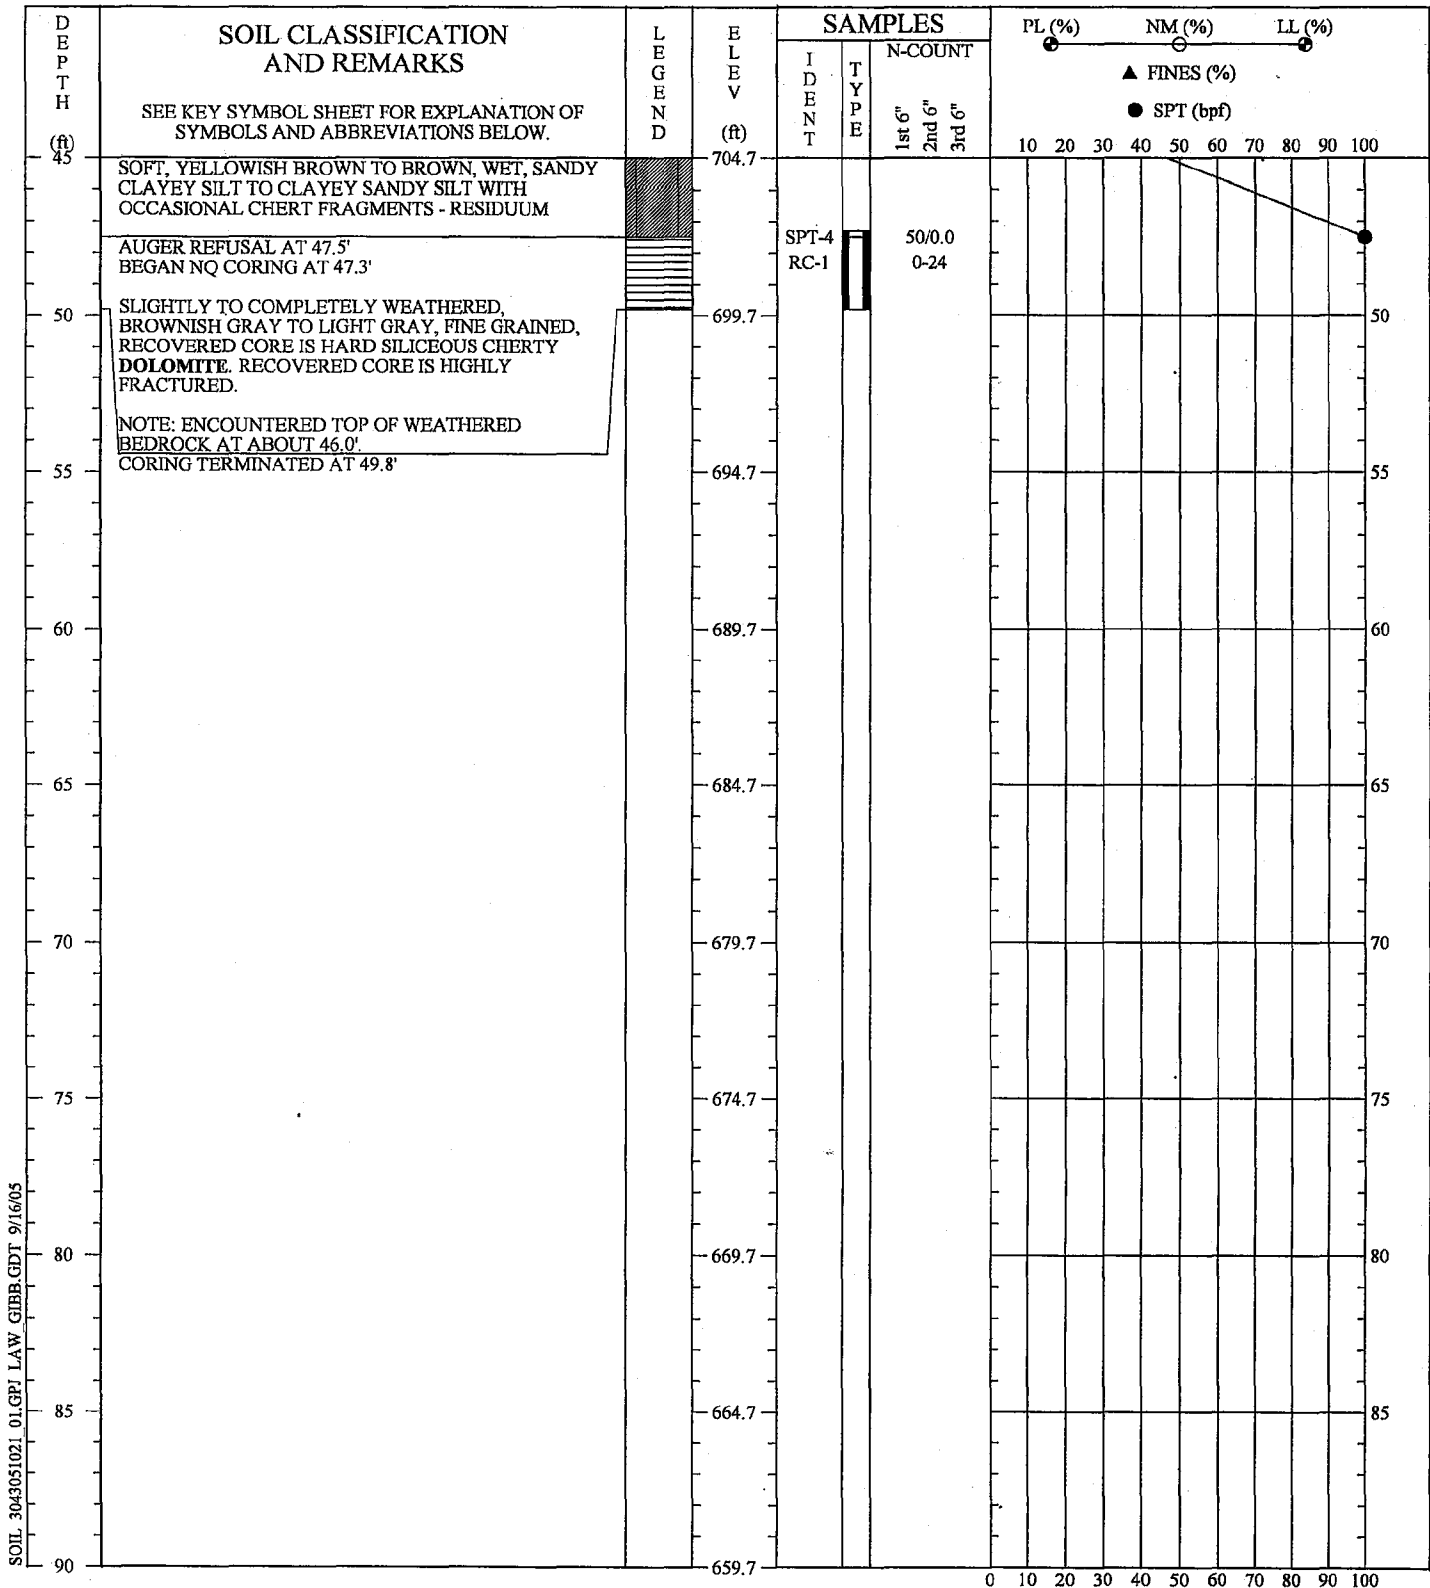 DEPTH
(ft)
SOIL CLASSIFICATION
AND REMARKS
SEE KEY SYMBOL SHEET FOR EXPLANATION OF
SYMBOLS AND ABBREVIATIONS BELOW.
LEGEND
ELEV
(ft)
SAMPLES
IDENT
TYPE
N-COUNT
1st 6"
2nd 6"
3rd 6"
PL (%)
NM (%)
LL (%)
▲ FINES (%)
● SPT (bpf)
10 20 30 40 50 60 70 80 90 100
45
704.7
SOFT, YELLOWISH BROWN TO BROWN, WET, SANDY
CLAYEY SILT TO CLAYEY SANDY SILT WITH
OCCASIONAL CHERT FRAGMENTS - RESIDUUM
AUGER REFUSAL AT 47.5'
BEGAN NQ CORING AT 47.3'
SPT-4 50/0.0
RC-1 0-24
SLIGHTLY TO COMPLETELY WEATHERED,
BROWNISH GRAY TO LIGHT GRAY, FINE GRAINED,
RECOVERED CORE IS HARD SILICEOUS CHERTY
DOLOMITE. RECOVERED CORE IS HIGHLY
FRACTURED.
NOTE: ENCOUNTERED TOP OF WEATHERED
BEDROCK AT ABOUT 46.0'.
CORING TERMINATED AT 49.8'
50 699.7 50
55 694.7 55
60 689.7 60
65 684.7 65
70 679.7 70
75 674.7 75
80 669.7 80
85 664.7 85
90 659.7
0 10 20 30 40 50 60 70 80 90 100
SOIL 3043051021_01.GPJ LAW_GIBB.GDT 9/16/05